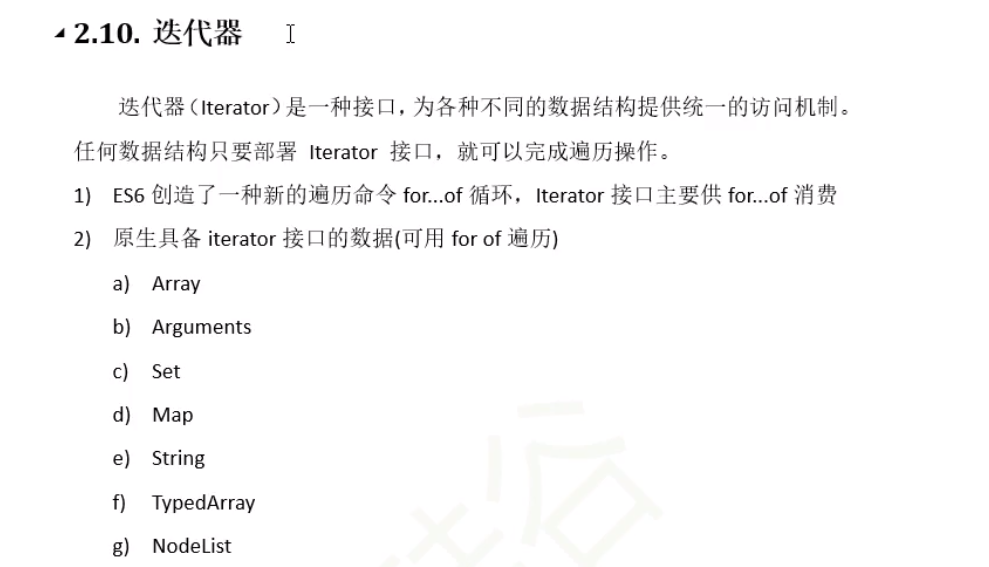 2.10. 迭代器
迭代器（Iterator）是一种接口，为各种不同的数据结构提供统一的访问机制。
任何数据结构只要部署 Iterator 接口，就可以完成遍历操作。
1) ES6 创造了一种新的遍历命令 for...of 循环，Iterator 接口主要供 for...of 消费
2) 原生具备 iterator 接口的数据(可用 for of 遍历)
a) Array
b) Arguments
c) Set
d) Map
e) String
f) TypedArray
g) NodeList